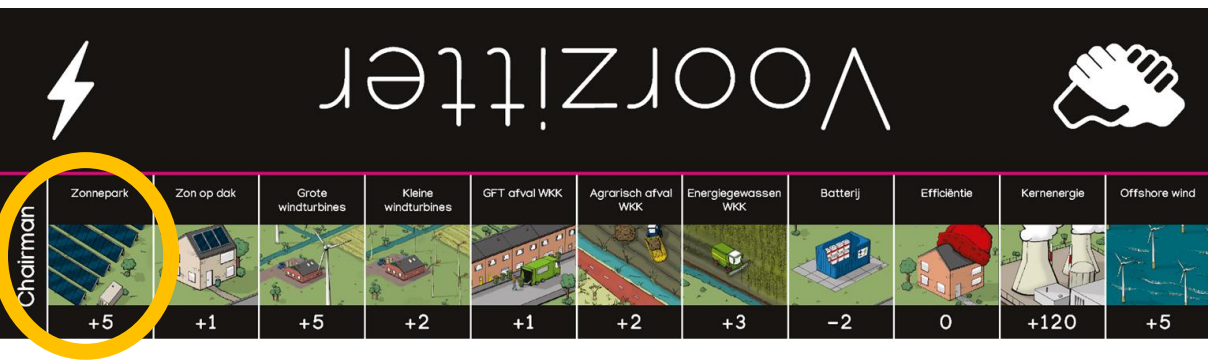 Voorzitter
Chairman
Zonnepark
+5
Zon op dak
+1
Grote
windturbines
+5
Kleine
windturbines
+2
GFT afval WKK
+1
Agrarisch afval
WKK
+2
Energiegewassen
WKK
+3
Batterij
-2
Efficiëntie
0
Kernenergie
+120
Offshore wind
+5